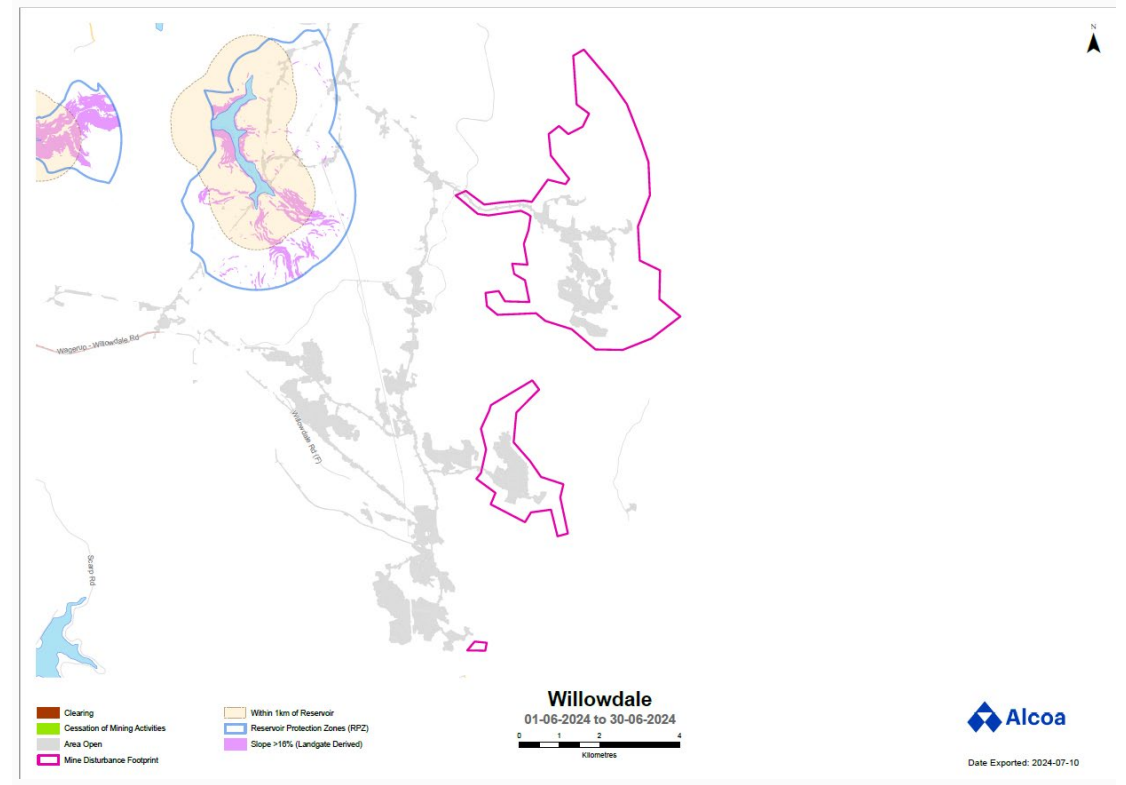 N
Wagerup - Willowdale Rd
Willowdale Rd (F)
Scarp Rd
Clearing
Cessation of Mining Activities
Area Open
Mine Disturbance Footprint
Within 1km of Reservoir
Reservoir Protection Zones (RPZ)
Slope >16% (Landgate Derived)
Willowdale
01-06-2024 to 30-06-2024
0 1 2 4
Kilometres
Alcoa
Date Exported: 2024-07-10